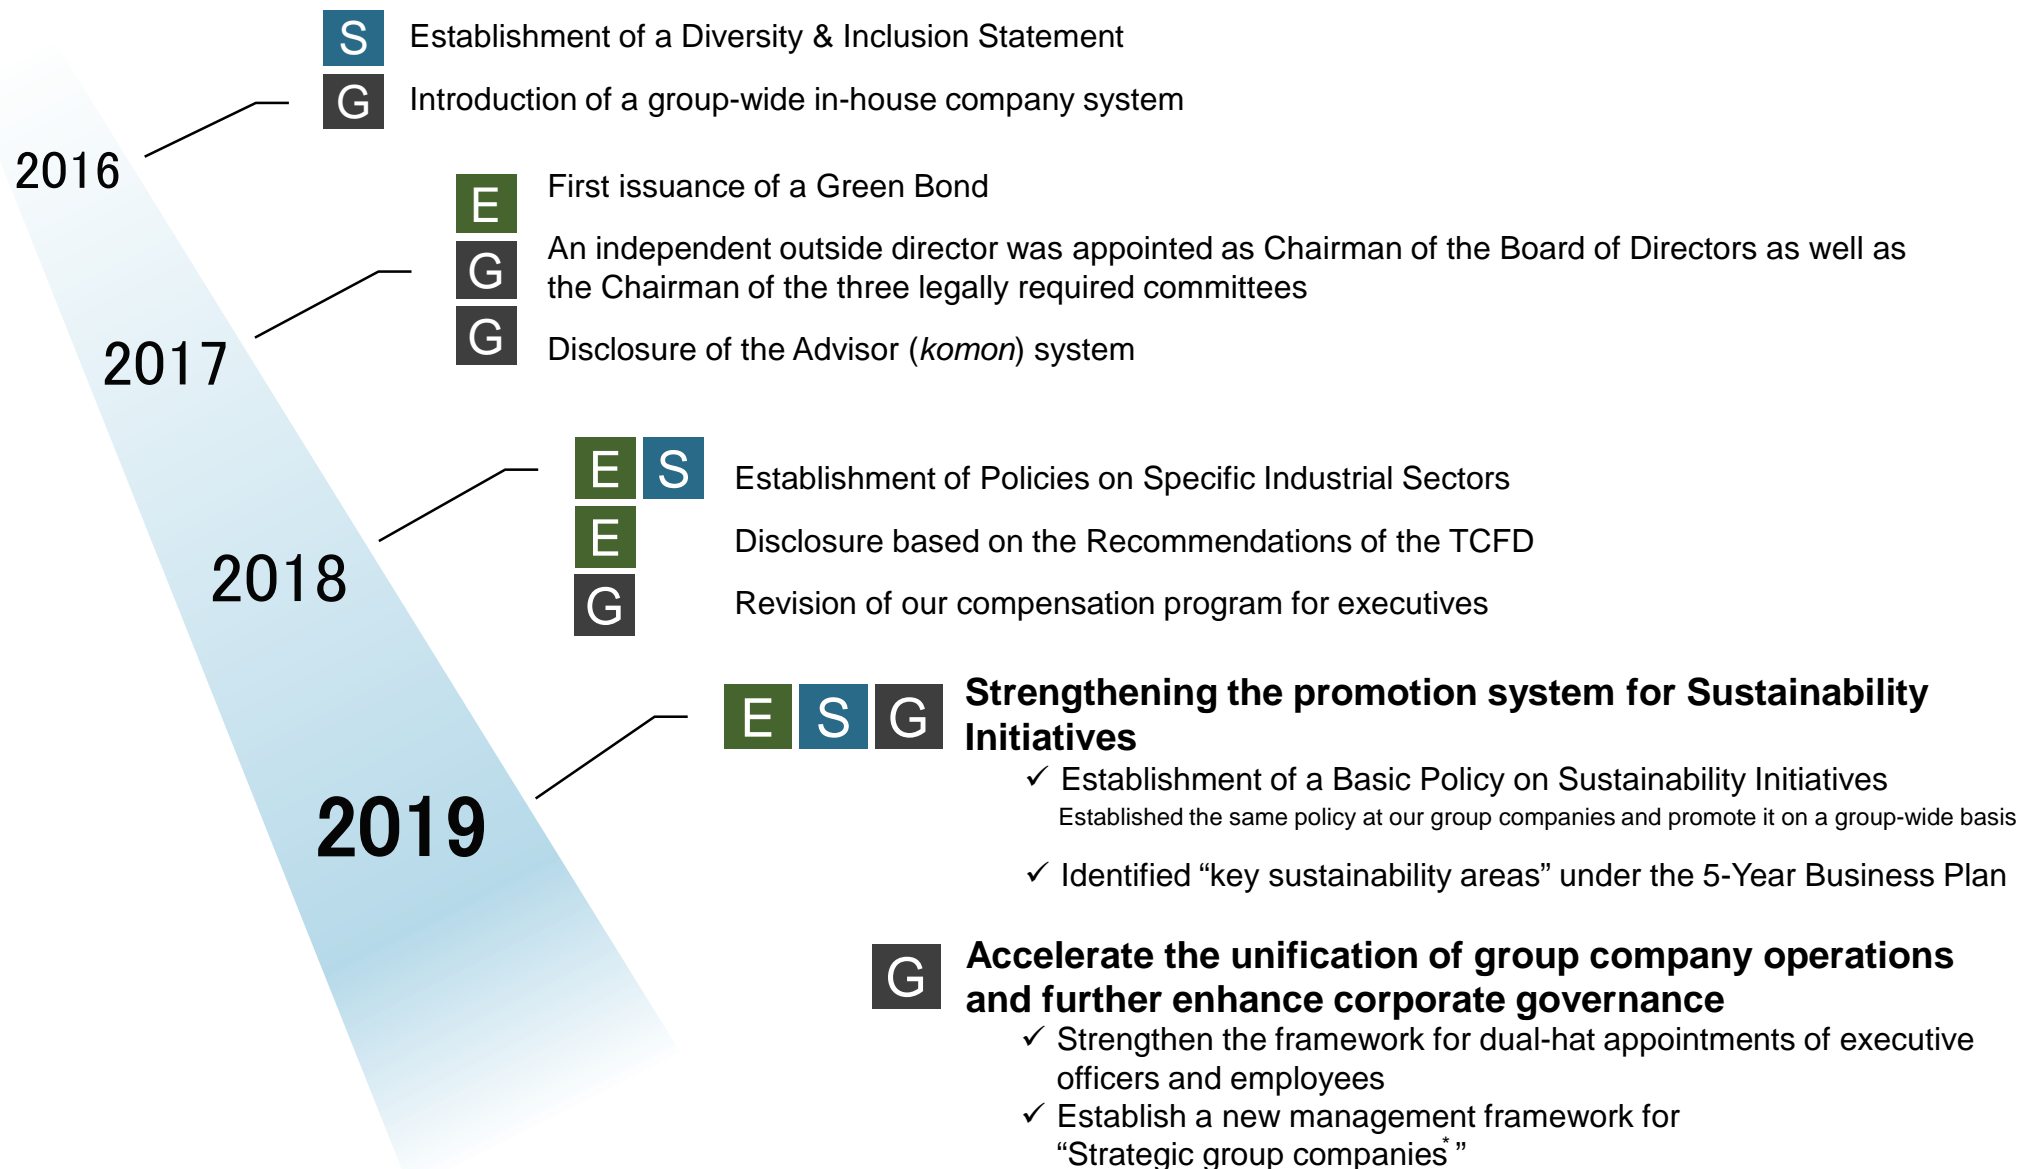 S Establishment of a Diversity & Inclusion Statement
G Introduction of a group-wide in-house company system
2016
E First issuance of a Green Bond
G An independent outside director was appointed as Chairman of the Board of Directors as well as
the Chairman of the three legally required committees
G Disclosure of the Advisor (komon) system
2017
E S Establishment of Policies on Specific Industrial Sectors
E Disclosure based on the Recommendations of the TCFD
G Revision of our compensation program for executives
2018
E S G Strengthening the promotion system for Sustainability
Initiatives
✓ Establishment of a Basic Policy on Sustainability Initiatives
Established the same policy at our group companies and promote it on a group-wide basis
✓ Identified “key sustainability areas” under the 5-Year Business Plan
2019
G Accelerate the unification of group company operations
and further enhance corporate governance
✓ Strengthen the framework for dual-hat appointments of executive
officers and employees
✓ Establish a new management framework for
“Strategic group companies*”